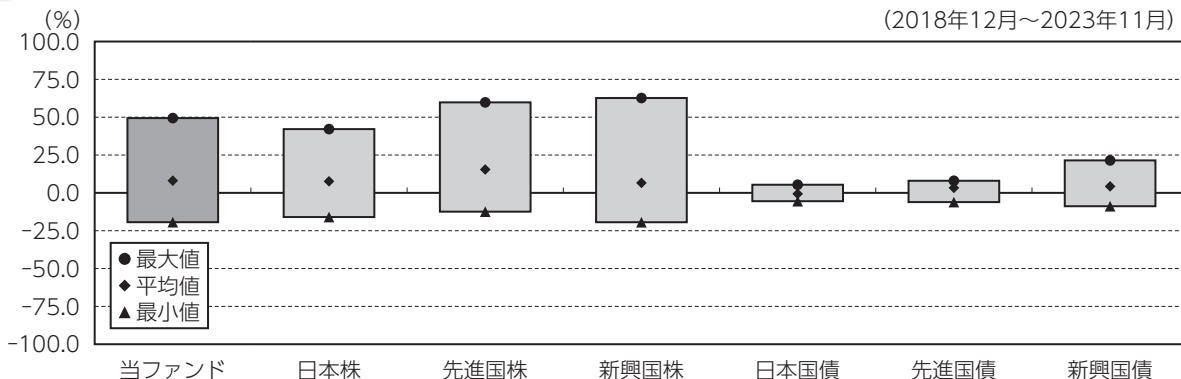 (%)
(2018年12月～2023年11月)
100.0
75.0
50.0
25.0
0.0
-25.0
-50.0
-75.0
-100.0
●最大値
◆平均値
▲最小値
当ファンド 日本株 先進国株 新興国株 日本国債 先進国債 新興国債